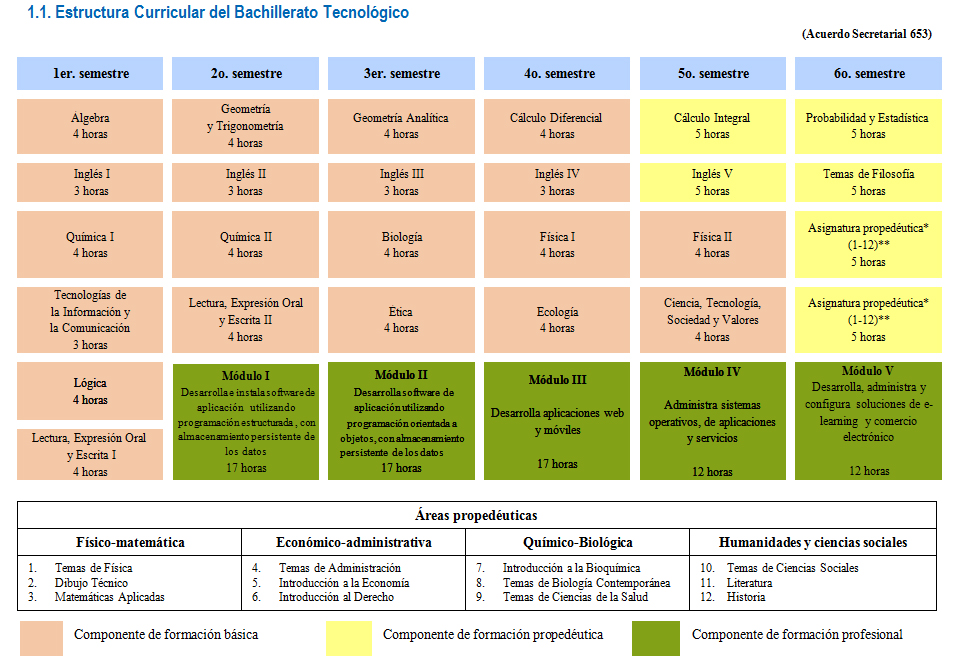 1.1. Estructura Curricular del Bachillerato Tecnológico
(Acuerdo Secretarial 653)
1er. semestre
2o. semestre
3er. semestre
4o. semestre
5o. semestre
6o. semestre
Álgebra
4 horas
Geometría
y Trigonometría
4 horas
Geometría Analítica
4 horas
Cálculo Diferencial
4 horas
Cálculo Integral
5 horas
Probabilidad y Estadística
5 horas
Inglés I
3 horas
Inglés II
3 horas
Inglés III
3 horas
Inglés IV
3 horas
Inglés V
5 horas
Temas de Filosofía
5 horas
Química I
4 horas
Química II
4 horas
Biología
4 horas
Física I
4 horas
Física II
4 horas
Asignatura propedéutica*
(1-12)**
5 horas
Tecnologías de
la Información y
la Comunicación
3 horas
Lectura, Expresión Oral
y Escrita II
4 horas
Ética
4 horas
Ecología
4 horas
Ciencia, Tecnología,
Sociedad y Valores
4 horas
Asignatura propedéutica*
(1-12)**
5 horas
Lógica
4 horas
Lectura, Expresión Oral
y Escrita I
4 horas
Módulo I
Desarrolla e instala software de
aplicación utilizando
programación estructurada , con
almacenamiento persistente de
los datos
17 horas
Módulo II
Desarrolla software de
aplicación utilizando
programación orientada a
objetos, con almacenamiento
persistente de los datos
17 horas
Módulo III
Desarrolla aplicaciones web
y móviles
17 horas
Módulo IV
Administra sistemas
operativos, de aplicaciones
y servicios
12 horas
Módulo V
Desarrolla, administra y
configura soluciones de e-
learning y comercio
electrónico
12 horas
Áreas propedéuticas
Físico-matemática
Económico-administrativa
Químico-Biológica
Humanidades y ciencias sociales
1. Temas de Física
2. Dibujo Técnico
3. Matemáticas Aplicadas
4. Temas de Administración
5. Introducción a la Economía
6. Introducción al Derecho
7. Introducción a la Bioquímica
8. Temas de Biología Contemporánea
9. Temas de Ciencias de la Salud
10. Temas de Ciencias Sociales
11. Literatura
12. Historia
Componente de formación básica
Componente de formación propedéutica
Componente de formación profesional